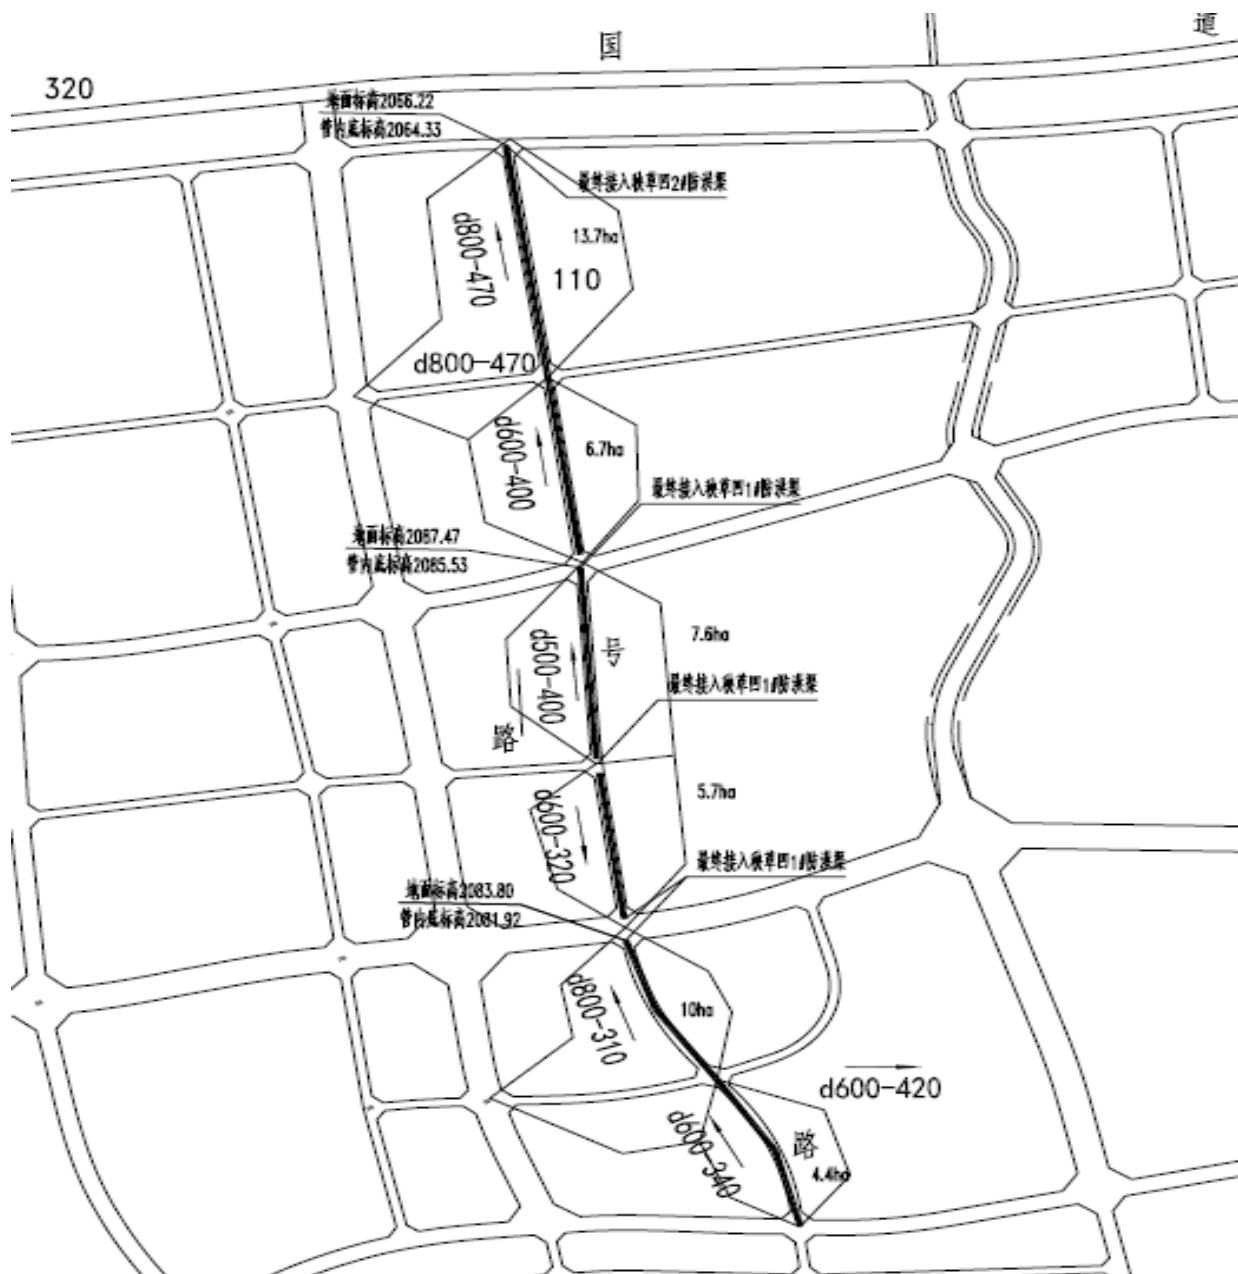 国
道
320
地面标高2066.22
管内底标高2064.33
最终接入秧草凹2#防洪渠
d800-470
13.7ha
110
d800-470
d600-400
6.7ha
最终接入秧草凹1#防洪渠
地面标高2087.47
管内底标高2085.53
d500-400
号
7.6ha
最终接入秧草凹1#防洪渠
路
d600-320
5.7ha
最终接入秧草凹1#防洪渠
地面标高2083.80
管内底标高2081.92
d800-310
10ha
d600-420
d600-340
路
4.4ha